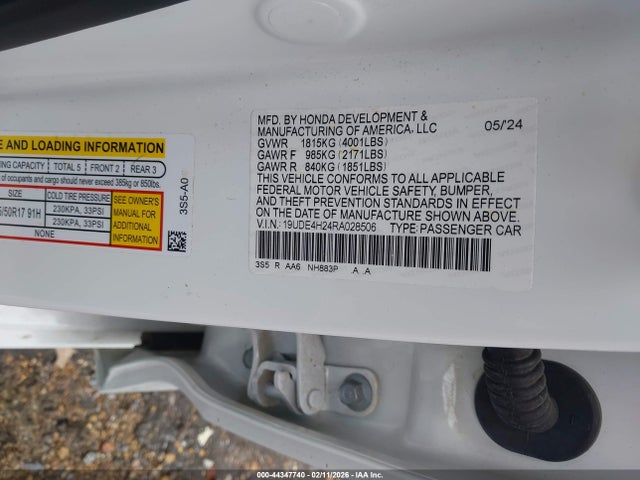 E AND LOADING INFORMATION
ING CAPACITY TOTAL 5 FRONT 2 REAR 3
of occupants and cargo should never exceed 385kg or 850lbs.
SIZE COLD TIRE PRESSURE SEE OWNER'S MANUAL FOR ADDITIONAL INFORMATION
5/50R17 91H 230KPA, 33PSI
230KPA, 33PSI
NONE
3S5-A0
MFD. BY HONDA DEVELOPMENT & 05/24
MANUFACTURING OF AMERICA, LLC
GVWR 1815KG (4001LBS)
GAWR F 985KG (2171LBS)
GAWR R 840KG (1851LBS)
THIS VEHICLE CONFORMS TO ALL APPLICABLE
FEDERAL MOTOR VEHICLE SAFETY, BUMPER,
AND THEFT PREVENTION STANDARDS IN EFFECT
ON THE DATE OF MANUFACTURE SHOWN ABOVE.
V.I.N.: 19UDE4H24RA028506 TYPE:PASSENGER CAR
3S5 R AA6 NH883P .A .A
000-44347740 - 02/11/2026 - IAAI.COM